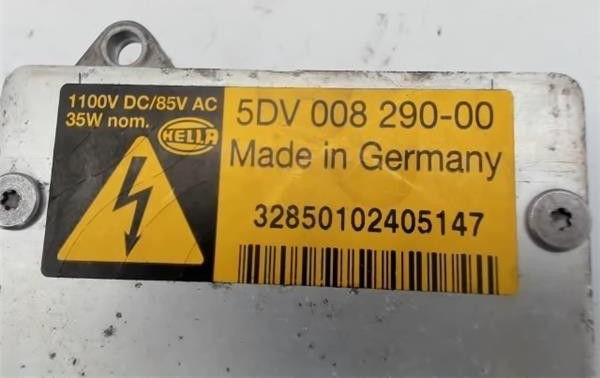 1100V DC/85V AC
35W nom.
HELLA
5DV 008 290-00
Made in Germany
32850102405147